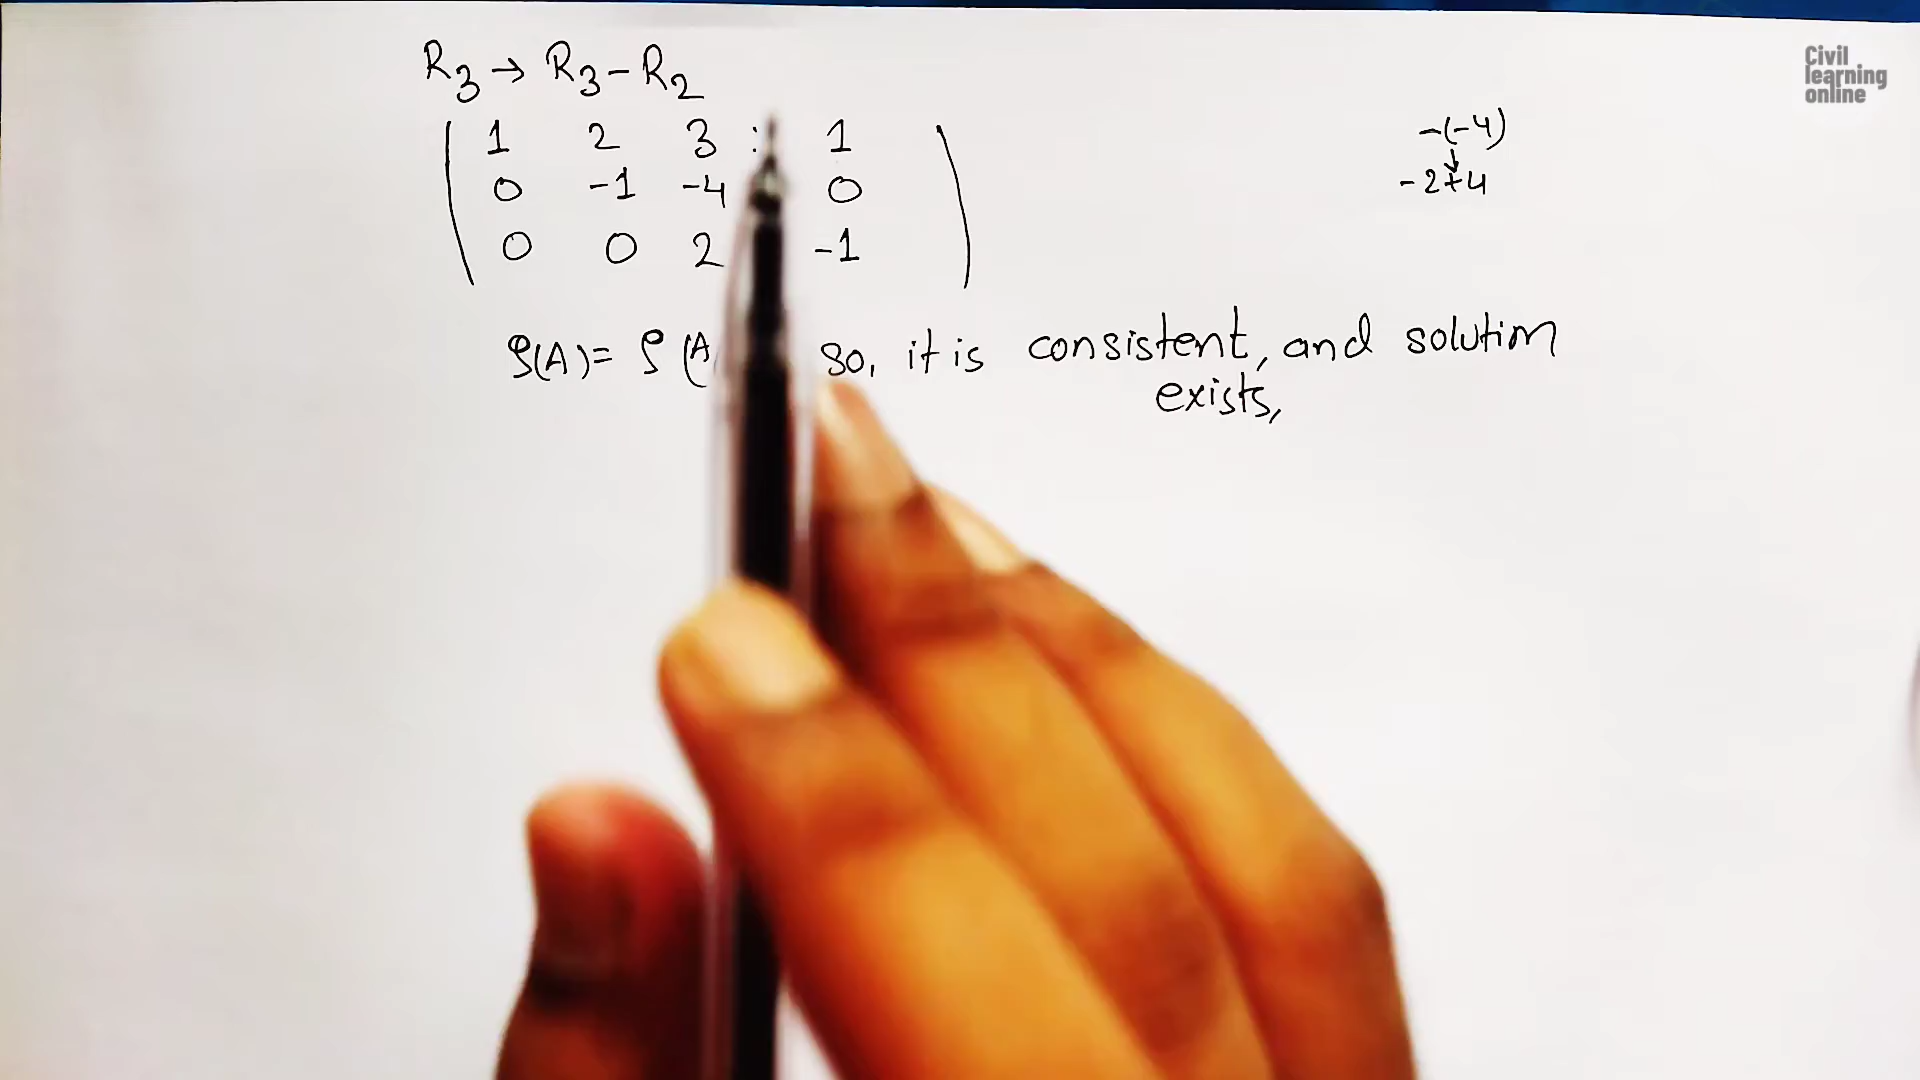 R3 → R3 - R2
1 2 3 : 1
0 -1 -4 0
0 0 2 -1
ρ(A) = ρ(A so, it is consistent, and solution
exists,
-(-4)
↓
-2+4
Civil
learning
online